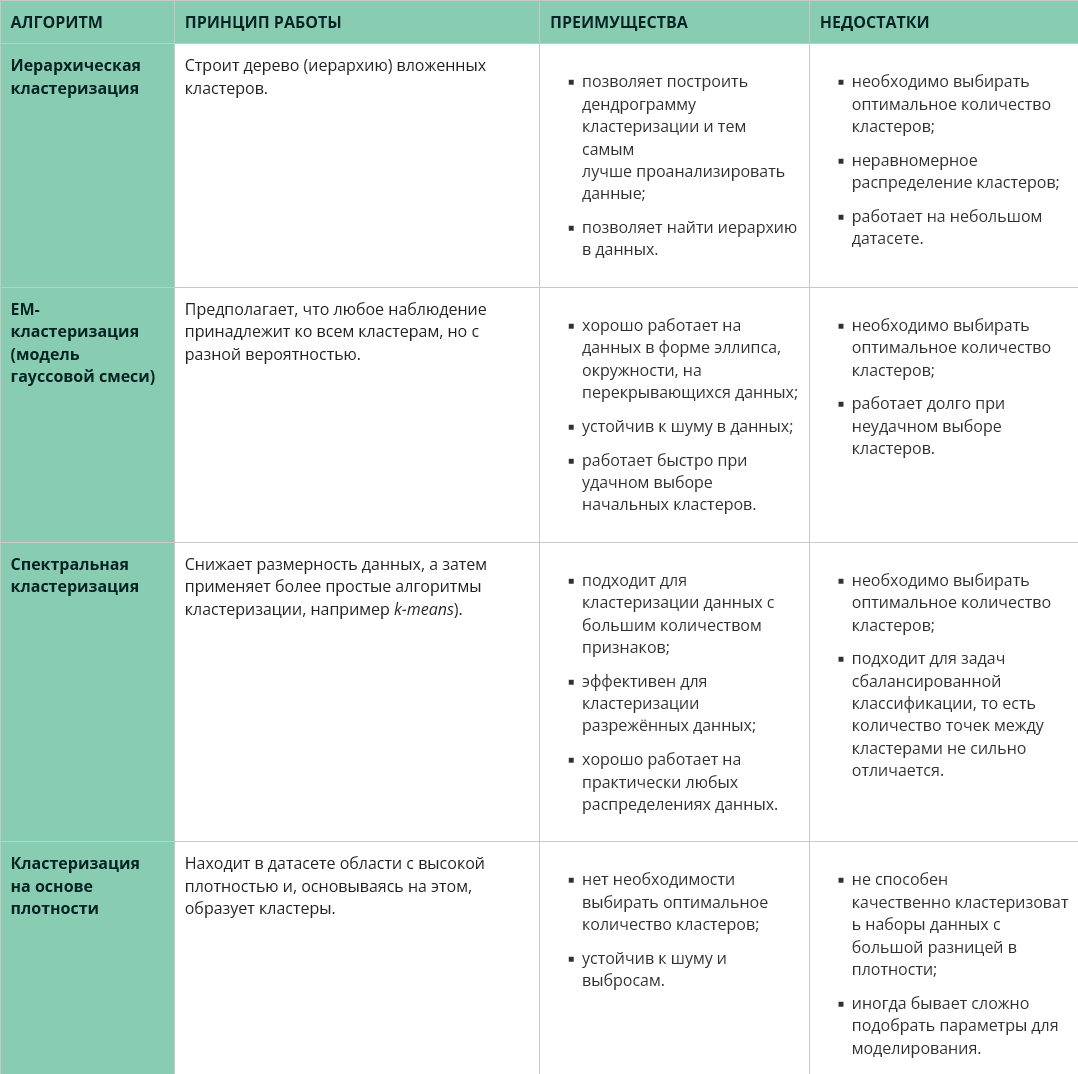 АЛГОРИТМ
ПРИНЦИП РАБОТЫ
ПРЕИМУЩЕСТВА
НЕДОСТАТКИ
Иерархическая
кластеризация
Строит дерево (иерархию) вложенных
кластеров.
▪ позволяет построить
дендрограмму
кластеризации и тем
самым
лучше проанализировать
данные;
▪ позволяет найти иерархию
в данных.
▪ необходимо выбирать
оптимальное количество
кластеров;
▪ неравномерное
распределение кластеров;
▪ работает на небольшом
датасете.
EM-
кластеризация
(модель
гауссовой смеси)
Предполагает, что любое наблюдение
принадлежит ко всем кластерам, но с
разной вероятностью.
▪ хорошо работает на
данных в форме эллипса,
окружности, на
перекрывающихся данных;
▪ устойчив к шуму в данных;
▪ работает быстро при
удачном выборе
начальных кластеров.
▪ необходимо выбирать
оптимальное количество
кластеров;
▪ работает долго при
неудачном выборе
кластеров.
Спектральная
кластеризация
Снижает размерность данных, а затем
применяет более простые алгоритмы
кластеризации, например k-means).
▪ подходит для
кластеризации данных с
большим количеством
признаков;
▪ эффективен для
кластеризации
разрежённых данных;
▪ хорошо работает на
практически любых
распределениях данных.
▪ необходимо выбирать
оптимальное количество
кластеров;
▪ подходит для задач
сбалансированной
классификации, то есть
количество точек между
кластерами не сильно
отличается.
Кластеризация
на основе
плотности
Находит в датасете области с высокой
плотностью и, основываясь на этом,
образует кластеры.
▪ нет необходимости
выбирать оптимальное
количество кластеров;
▪ устойчив к шуму и
выбросам.
▪ не способен
качественно кластеризоват
ь наборы данных с
большой разницей в
плотности;
▪ иногда бывает сложно
подобрать параметры для
моделирования.